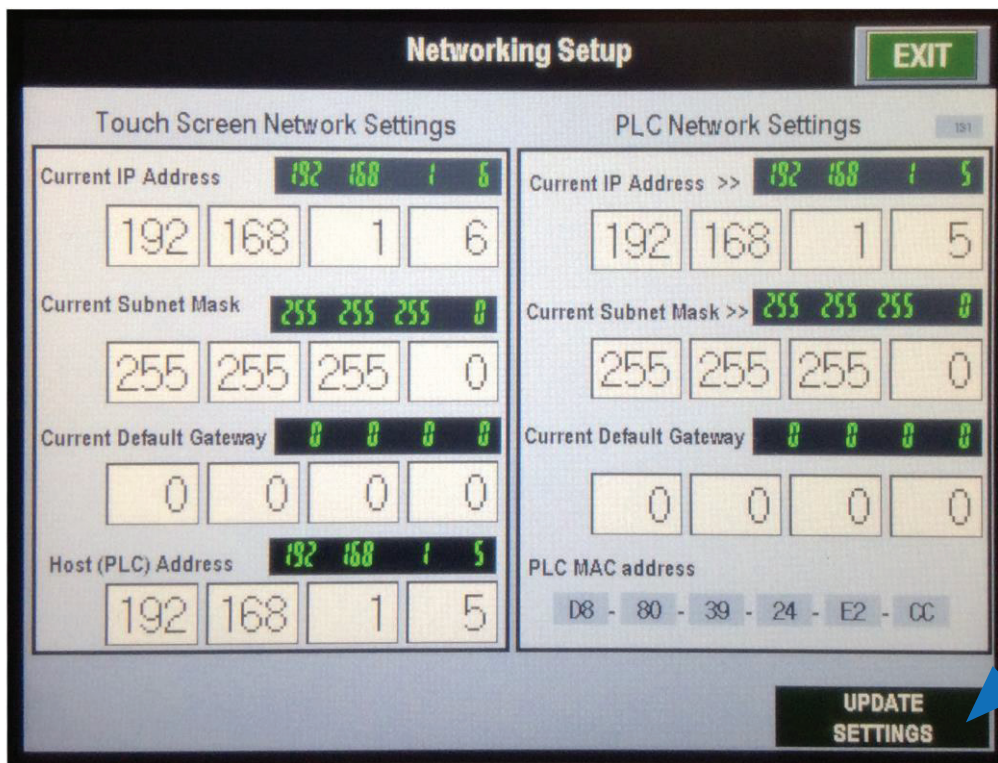 Networking Setup
EXIT
Touch Screen Network Settings
Current IP Address 192 168 1 6
192 168 1 6
Current Subnet Mask 255 255 255 0
255 255 255 0
Current Default Gateway 0 0 0 0
0 0 0 0
Host (PLC) Address 192 168 1 5
192 168 1 5
PLC Network Settings
Current IP Address >> 192 168 1 5
192 168 1 5
Current Subnet Mask >> 255 255 255 0
255 255 255 0
Current Default Gateway 0 0 0 0
0 0 0 0
PLC MAC address
D8 - 80 - 39 - 24 - E2 - CC
UPDATE
SETTINGS